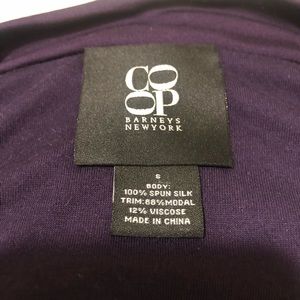 CO
OP
BARNEYS
NEWYORK
S
BODY:
100% SPUN SILK
TRIM: 88% MODAL
12% VISCOSE
MADE IN CHINA